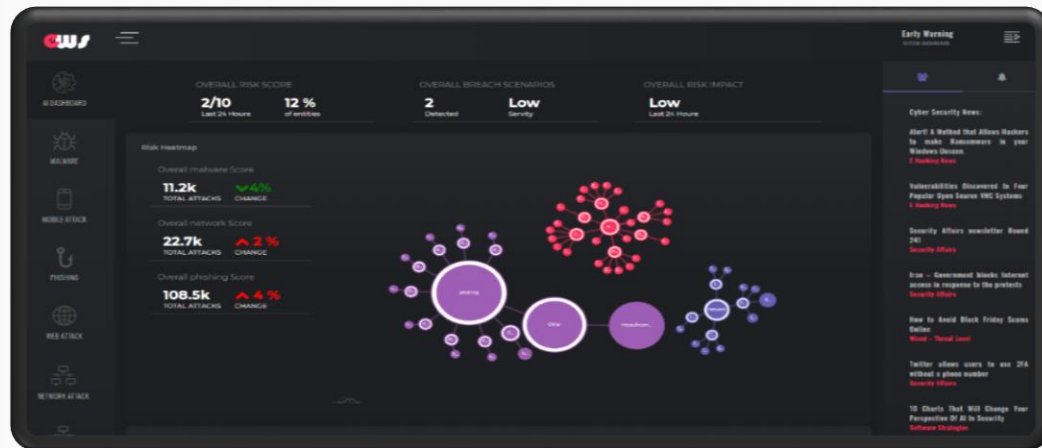 ews
Early Warning
SYSTEM DASHBOARD
AI DASHBOARD
MALWARE
MOBILE ATTACK
PHISHING
WEB ATTACK
NETWORK ATTACK
OVERALL RISK SCORE
2/10
12 %
Last 24 Hours
of entities
OVERALL BREACH SCENARIOS
2
Low
Detected
Servity
OVERALL RISK IMPACT
Low
Last 24 Houre
Risk Heatmap
Overall malware Score
11.2k
4%
TOTAL ATTACKS
CHANGE
Overall network Score
22.7k
2 %
TOTAL ATTACKS
CHANGE
Overall phishing Score
108.5k
4 %
TOTAL ATTACKS
CHANGE
phishing
Cyber Security News:
Alert! A Method that Allows Hackers
to make Ransomware in your
Windows Unseen.
E Hacking News
Vulnerabilities Discovered In Four
Popular Open Source VNC Systems
E Hacking News
Security Affairs newsletter Round
241
Security Affairs
Iran – Government blocks Internet
access in response to the protests
Security Affairs
How to Avoid Black Friday Scams
Online
Wired – Threat Level
Twitter allows users to use 2FA
without a phone number
Security Affairs
10 Charts That Will Change Your
Perspective Of AI In Security
Software Strategies